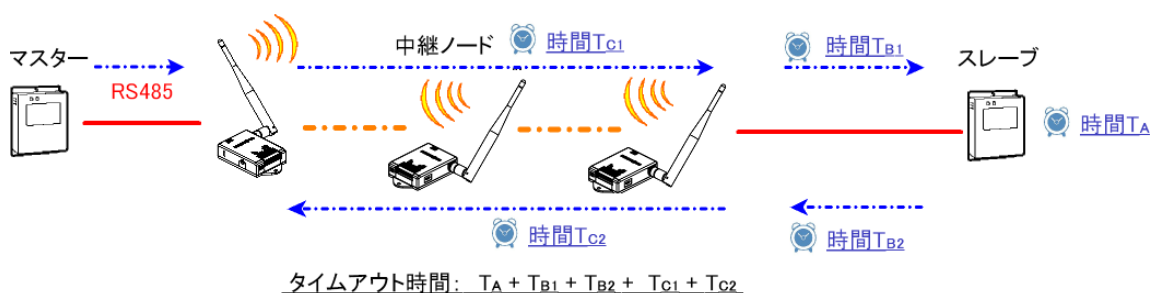 中継ノード 時間Tc1
時間TB1
マスター
スレーブ
RS485
時間TA
時間Tc2
時間TB2
タイムアウト時間： TA + TB1 + TB2 + Tc1 + Tc2